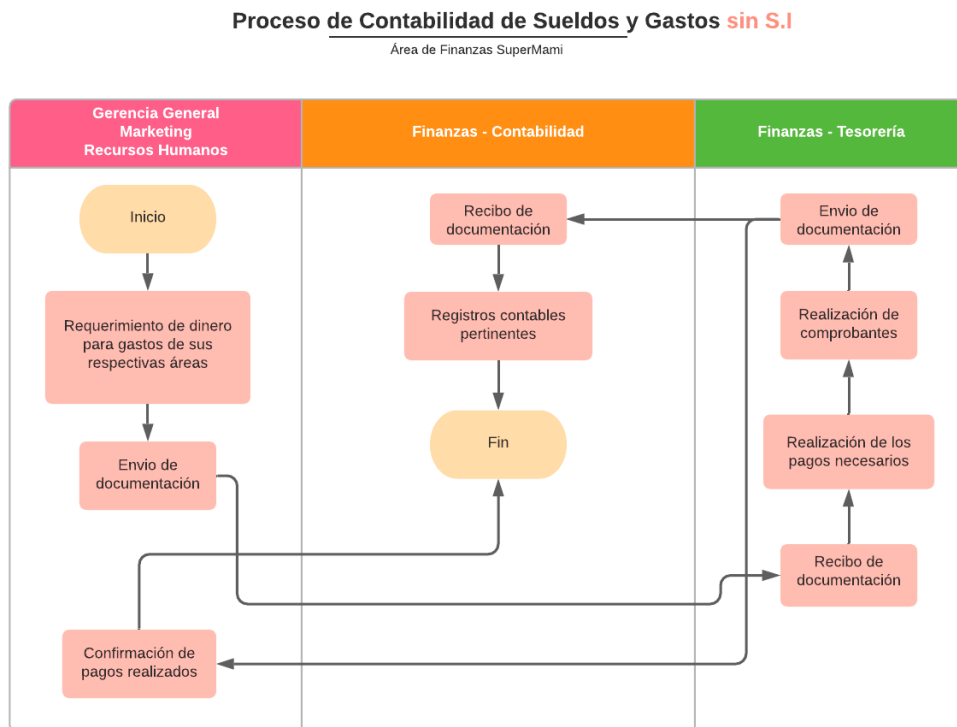 Proceso de Contabilidad de Sueldos y Gastos sin S.I
Área de Finanzas SuperMami
Gerencia General
Marketing
Recursos Humanos
Finanzas - Contabilidad
Finanzas - Tesorería
Inicio
Requerimiento de dinero
para gastos de sus
respectivas áreas
Envio de
documentación
Confirmación de
pagos realizados
Recibo de
documentación
Registros contables
pertinentes
Fin
Envio de
documentación
Realización de
comprobantes
Realización de los
pagos necesarios
Recibo de
documentación